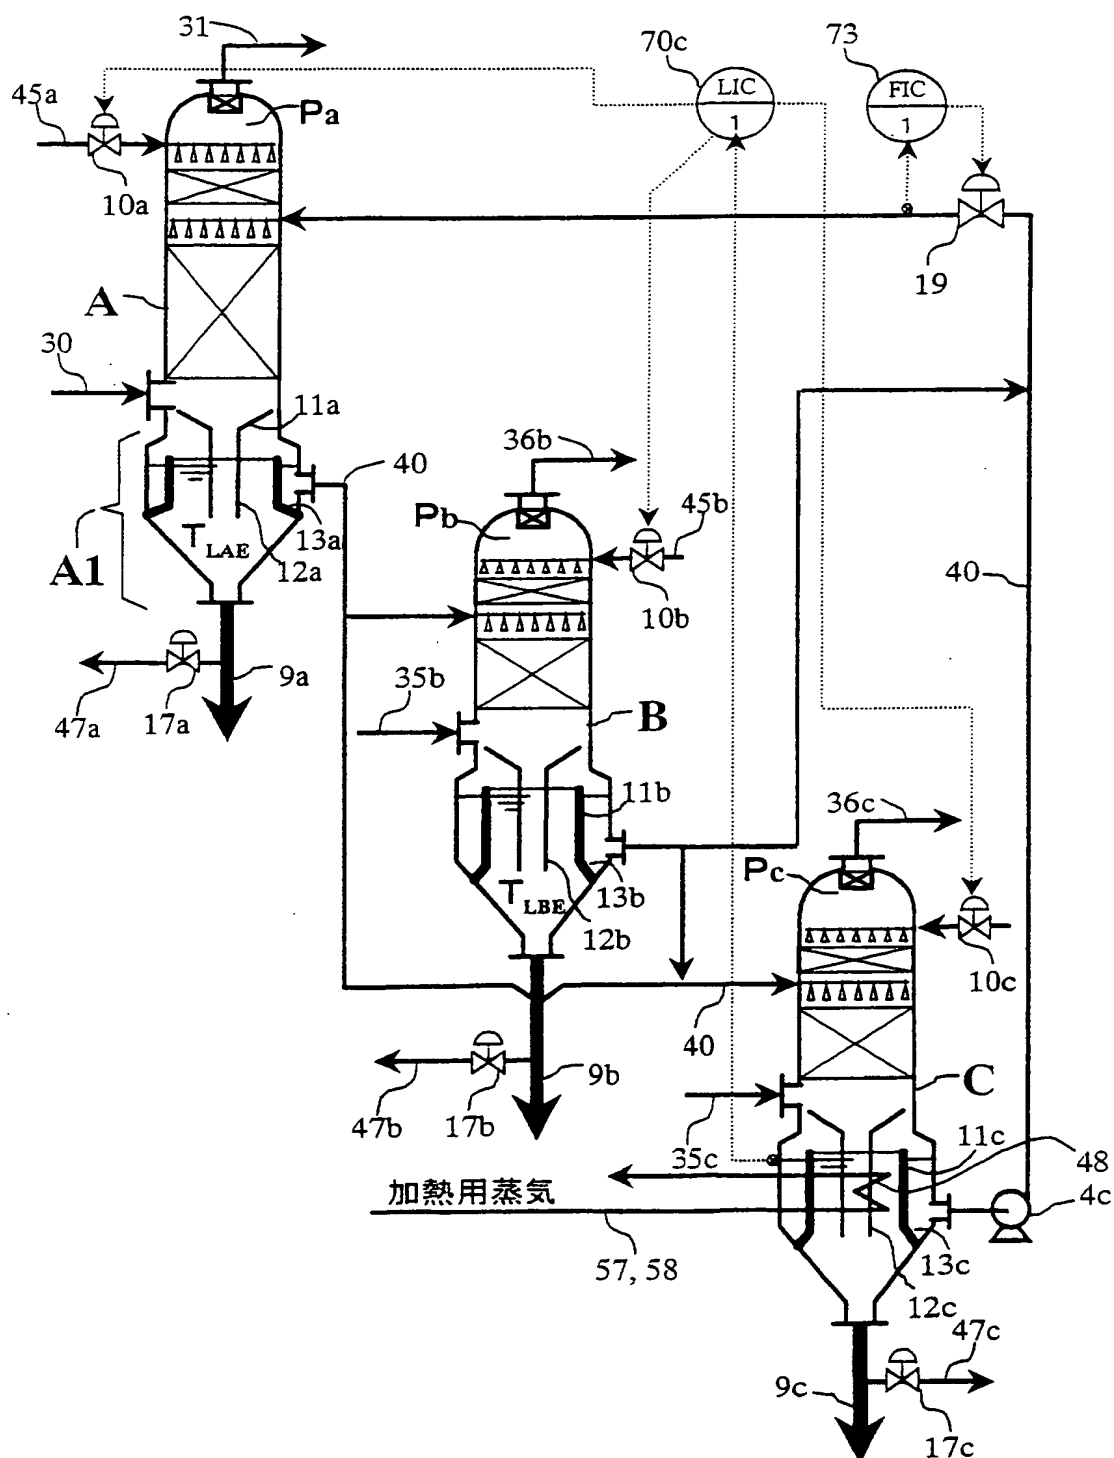 31
70c
73
LIC
1
FIC
1
45a
Pa
10a
19
A
30
11a
36b
40
Pb
45b
13a
TLAE
12a
A1
40
10b
9a
35b
47a
17a
B
11b
36c
Pc
TLBE
13b
12b
10c
40
9b
C
47b
17b
35c
11c
48
加熱用蒸気
4c
57, 58
13c
12c
47c
9c
17c